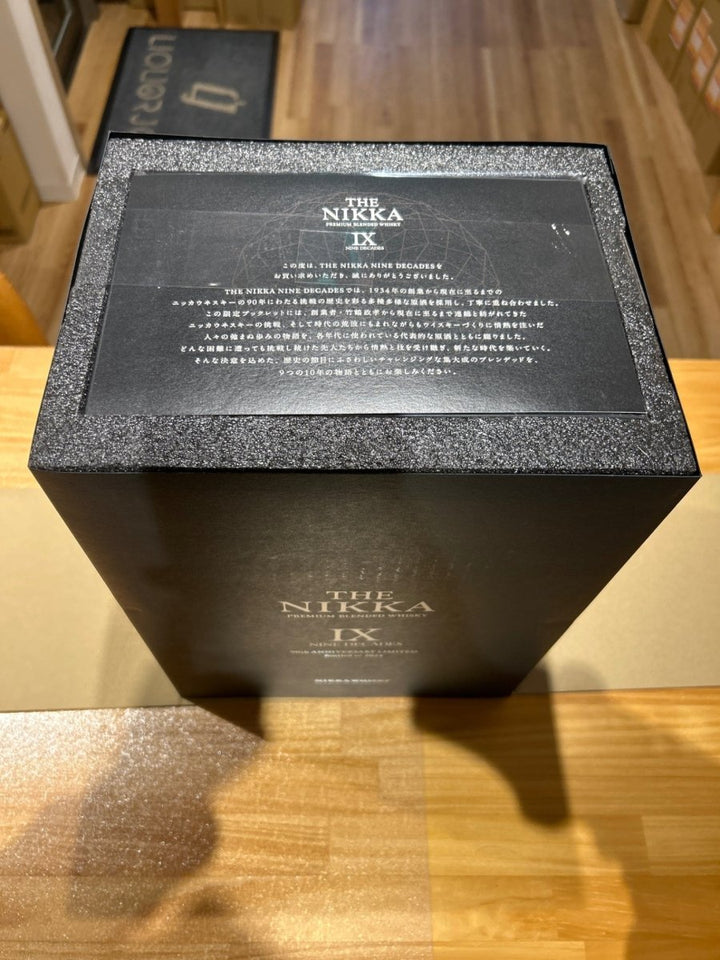 LIQUOR J
THE
NIKKA
PREMIUM BLENDED WHISKY
IX
NINE DECADES
この度は、THE NIKKA NINE DECADESを
お買い求めいただき、誠にありがとうございました。
THE NIKKA NINE DECADESでは、1934年の創業から現在に至るまでの
ニッカウヰスキーの90年にわたる挑戦の歴史を彩る多種多様な原酒を採用し、丁寧に重ね合わせました。
この限定ブックレットには、創業者・竹鶴政孝から現在に至るまで連綿と紡がれてきた
ニッカウヰスキーの挑戦、そして時代の荒波にもまれながらもウイスキーづくりに情熱を注いだ
人々の他まぬ歩みの物語を、各年代に使われている代表的な原酒とともに綴りました。
どんな困難に遭っても挑戦し続けた先人たちから情熱と技を受け継ぎ、新たな時代を築いていく。
そんな決意を込めた、歴史の節目にふさわしいチャレンジングな集大成のブレンデッドを、
9つの10年の物語とともにお楽しみください。
THE
NIKKA
PREMIUM BLENDED WHISKY
IX
NINE DECADES
90th ANNIVERSARY LIMITED
Bottled in 2024
NIKKA WHISKY